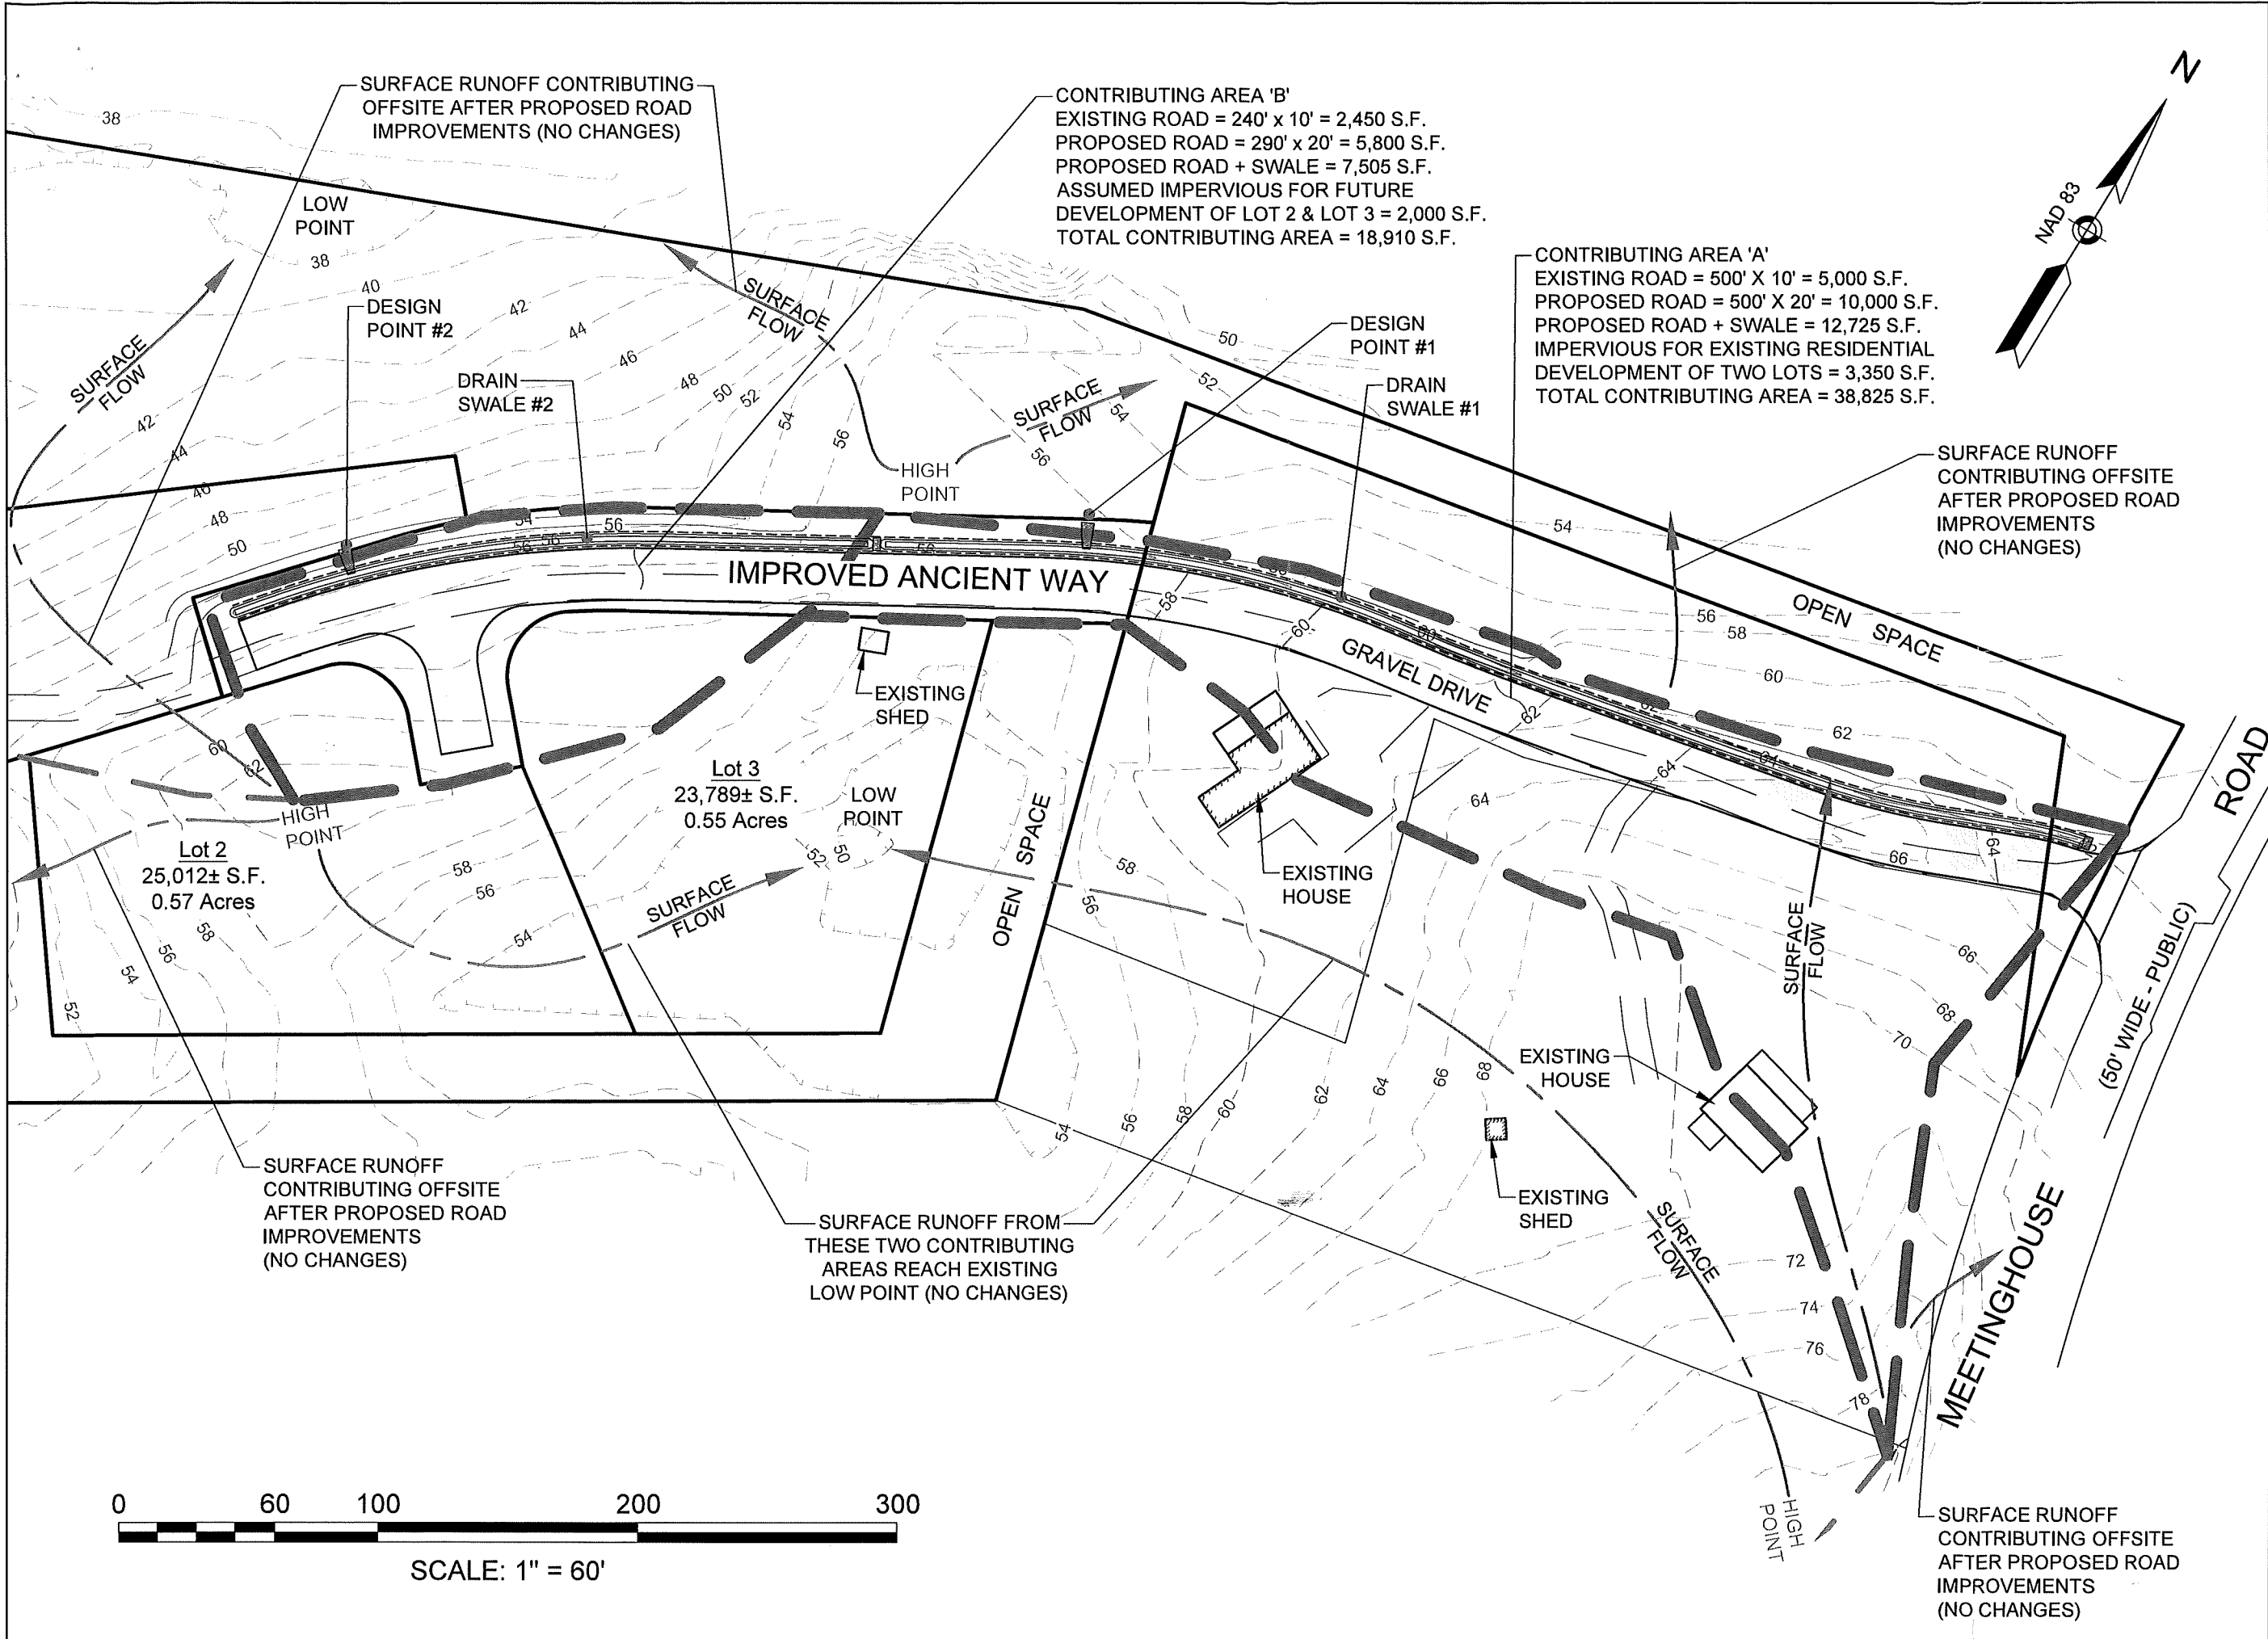 SURFACE RUNOFF CONTRIBUTING
OFFSITE AFTER PROPOSED ROAD
IMPROVEMENTS (NO CHANGES)
CONTRIBUTING AREA 'B'
EXISTING ROAD = 240' x 10' = 2,450 S.F.
PROPOSED ROAD = 290' x 20' = 5,800 S.F.
PROPOSED ROAD + SWALE = 7,505 S.F.
ASSUMED IMPERVIOUS FOR FUTURE
DEVELOPMENT OF LOT 2 & LOT 3 = 2,000 S.F.
TOTAL CONTRIBUTING AREA = 18,910 S.F.
CONTRIBUTING AREA 'A'
EXISTING ROAD = 500' X 10' = 5,000 S.F.
PROPOSED ROAD = 500' X 20' = 10,000 S.F.
PROPOSED ROAD + SWALE = 12,725 S.F.
IMPERVIOUS FOR EXISTING RESIDENTIAL
DEVELOPMENT OF TWO LOTS = 3,350 S.F.
TOTAL CONTRIBUTING AREA = 38,825 S.F.
N
NAD 83
38
LOW
POINT
38
40
42
44
46
48
50
52
54
56
DESIGN
POINT #2
DRAIN
SWALE #2
SURFACE
FLOW
SURFACE
FLOW
SURFACE
FLOW
HIGH
POINT
DESIGN
POINT #1
DRAIN
SWALE #1
50
52
54
56
SURFACE RUNOFF
CONTRIBUTING OFFSITE
AFTER PROPOSED ROAD
IMPROVEMENTS
(NO CHANGES)
42
44
46
48
50
54
56
56
56
56
IMPROVED ANCIENT WAY
54
56
58
60
62
OPEN SPACE
58
60
60
62
62
64
64
66
64
GRAVEL DRIVE
EXISTING
SHED
Lot 3
23,789± S.F.
0.55 Acres
LOW
POINT
52
50
60
62
HIGH
POINT
Lot 2
25,012± S.F.
0.57 Acres
58
56
54
58
56
54
52
SURFACE
FLOW
OPEN SPACE
58
56
EXISTING
HOUSE
64
SURFACE
FLOW
66
68
70
ROAD
(50' WIDE - PUBLIC)
MEETINGHOUSE
EXISTING
HOUSE
54
56
58
60
62
64
66
68
EXISTING
SHED
SURFACE
FLOW
72
74
76
78
HIGH
POINT
SURFACE RUNOFF
CONTRIBUTING OFFSITE
AFTER PROPOSED ROAD
IMPROVEMENTS
(NO CHANGES)
SURFACE RUNOFF FROM
THESE TWO CONTRIBUTING
AREAS REACH EXISTING
LOW POINT (NO CHANGES)
SURFACE RUNOFF
CONTRIBUTING OFFSITE
AFTER PROPOSED ROAD
IMPROVEMENTS
(NO CHANGES)
0 60 100 200 300
SCALE: 1" = 60'